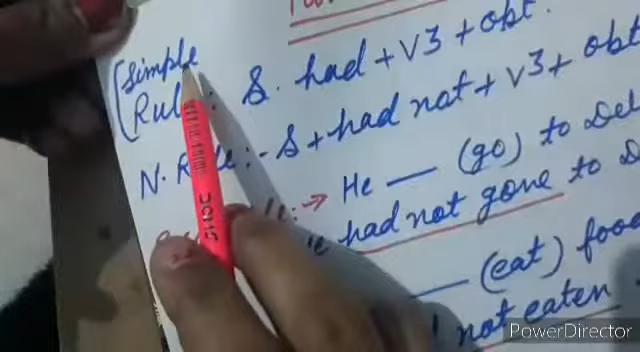 (Simple
Rule: S. had + V3 + obt.
N. Rule:- S + had not + V3 + obt
→ He — (go) to Del
had not gone to D
— (eat) food
not eaten
PowerDirector